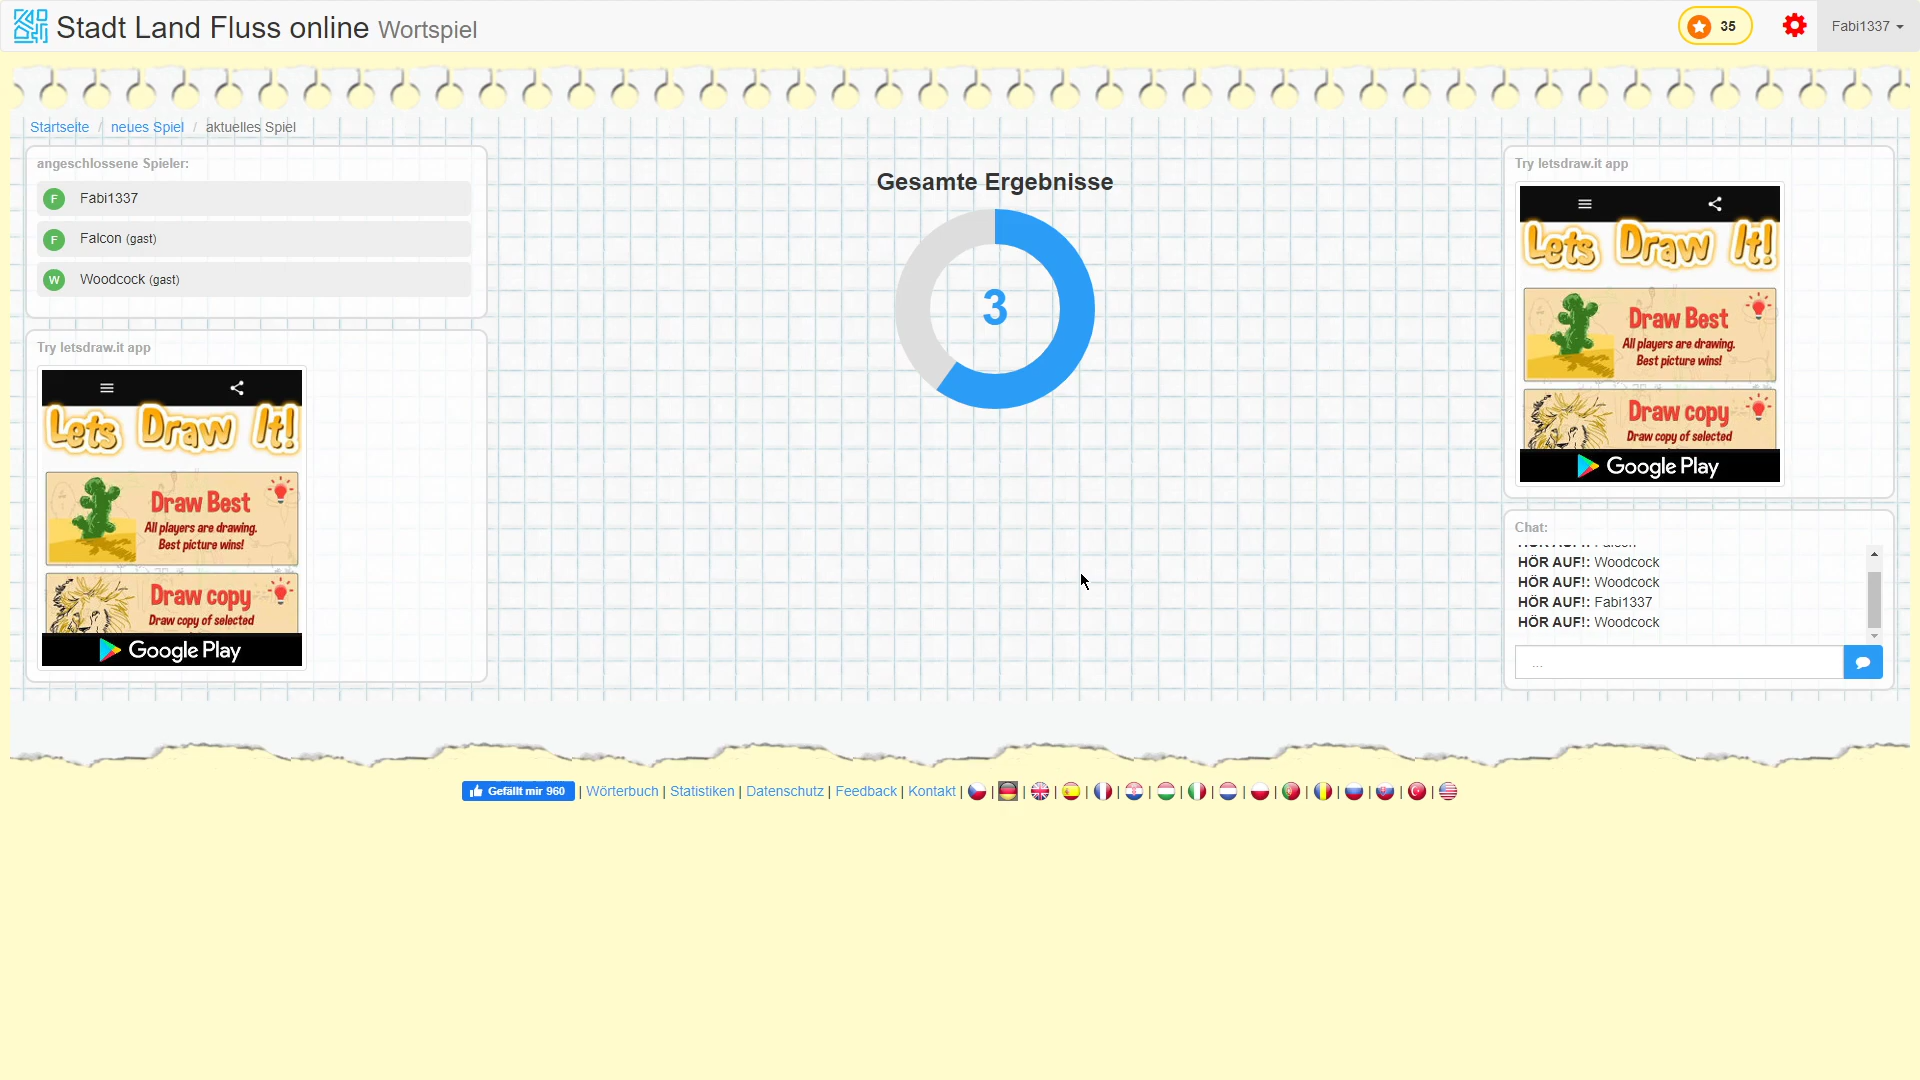 Stadt Land Fluss online Wortspiel
35
Fabi1337
Startseite / neues Spiel / aktuelles Spiel
angeschlossene Spieler:
F Fabi1337
F Falcon (gast)
W Woodcock (gast)
Try letsdraw.it app
Lets Draw It!
Draw Best
All players are drawing.
Best picture wins!
Draw copy
Draw copy of selected
Google Play
Gesamte Ergebnisse
3
Try letsdraw.it app
Lets Draw It!
Draw Best
All players are drawing.
Best picture wins!
Draw copy
Draw copy of selected
Google Play
Chat:
HÖR AUF!: Falcon
HÖR AUF!: Woodcock
HÖR AUF!: Woodcock
HÖR AUF!: Fabi1337
HÖR AUF!: Woodcock
...
Gefällt mir 960 | Wörterbuch | Statistiken | Datenschutz | Feedback | Kontakt | | | | | | | | | | | | | | | |